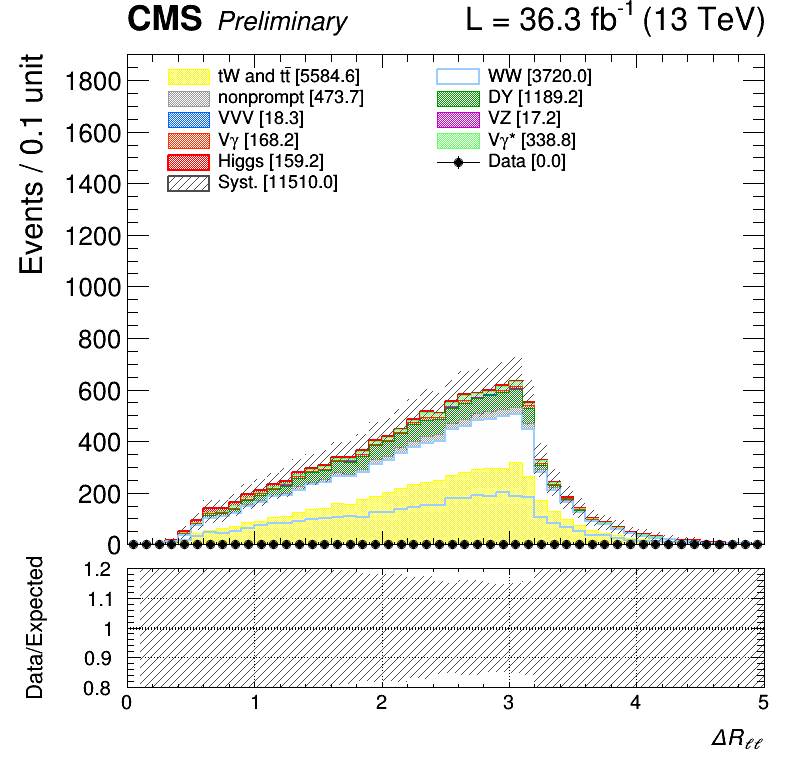 CMS Preliminary L = 36.3 fb⁻¹ (13 TeV)
Events / 0.1 unit
1800
1600
1400
1200
1000
800
600
400
200
0
tW and tt̄ [5584.6]
nonprompt [473.7]
VVV [18.3]
Vγ [168.2]
Higgs [159.2]
Syst. [11510.0]
WW [3720.0]
DY [1189.2]
VZ [17.2]
Vγ* [338.8]
Data [0.0]
Data/Expected
1.2
1.1
1
0.9
0.8
0 1 2 3 4 5
ΔRℓℓ